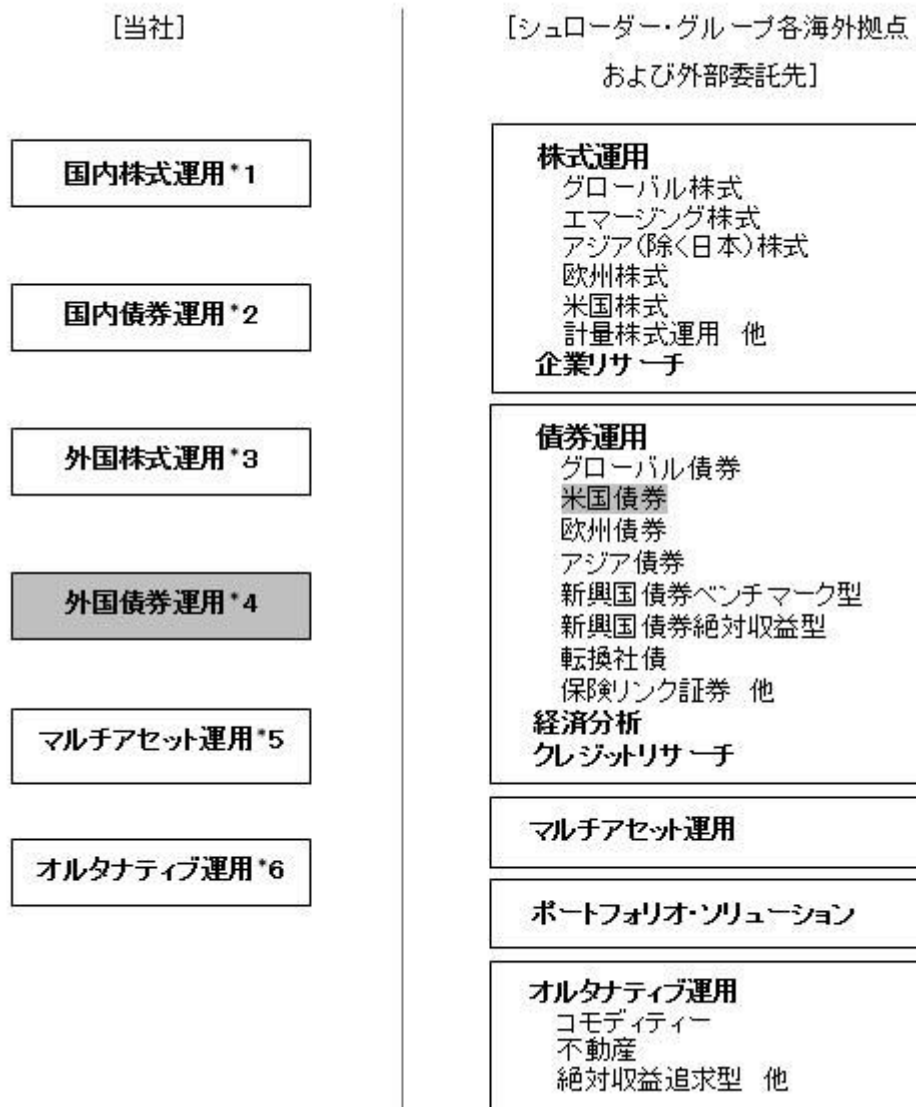 [当社]
国内株式運用*1
国内債券運用*2
外国株式運用*3
外国債券運用*4
マルチアセット運用*5
オルタナティブ運用*6
[シュローダー・グループ各海外拠点
および外部委託先]
株式運用
グローバル株式
エマージング株式
アジア(除く日本)株式
欧州株式
米国株式
計量株式運用 他
企業リサーチ
債券運用
グローバル債券
米国債券
欧州債券
アジア債券
新興国債券ベンチマーク型
新興国債券絶対収益型
転換社債
保険リンク証券 他
経済分析
クレジットリサーチ
マルチアセット運用
ポートフォリオ・ソリューション
オルタナティブ運用
コモディティー
不動産
絶対収益追求型 他